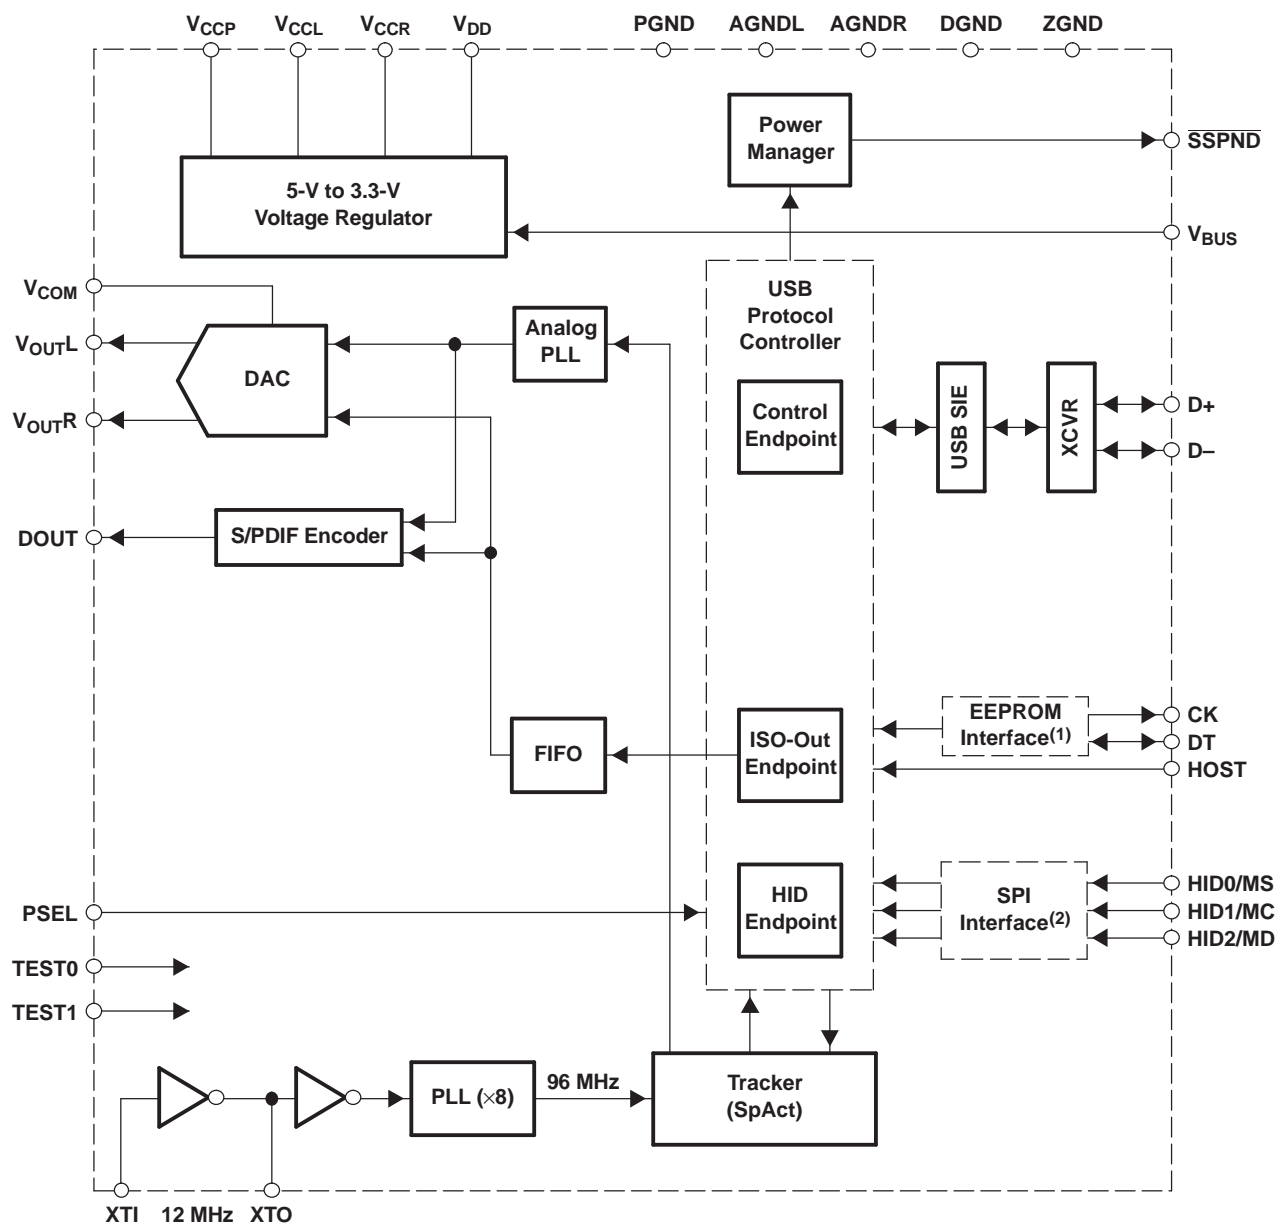 VCCP VCCL VCCR VDD PGND AGNDL AGNDR DGND ZGND
Power
Manager
SSPND
5-V to 3.3-V
Voltage Regulator
VBUS
VCOM
USB
Protocol
Controller
Analog
PLL
VOUTL
DAC
VOUTR
Control
Endpoint
USB SIE
XCVR
D+
D–
DOUT
S/PDIF Encoder
EEPROM
Interface(1)
CK
DT
HOST
FIFO
ISO-Out
Endpoint
HID
Endpoint
SPI
Interface(2)
HID0/MS
HID1/MC
HID2/MD
PSEL
TEST0
TEST1
PLL (×8)
96 MHz
Tracker
(SpAct)
XTI 12 MHz XTO